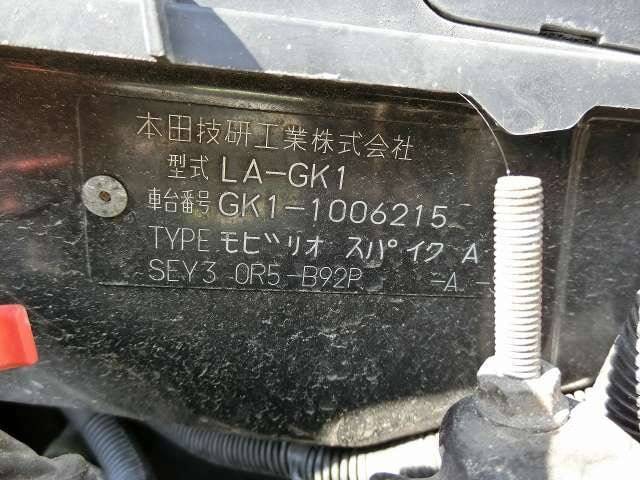 本田技研工業株式会社
型式 LA-GK1
車台番号 GK1-1006215
TYPE モビリオ スパイク A
SEY3 0R5-B92P -A-